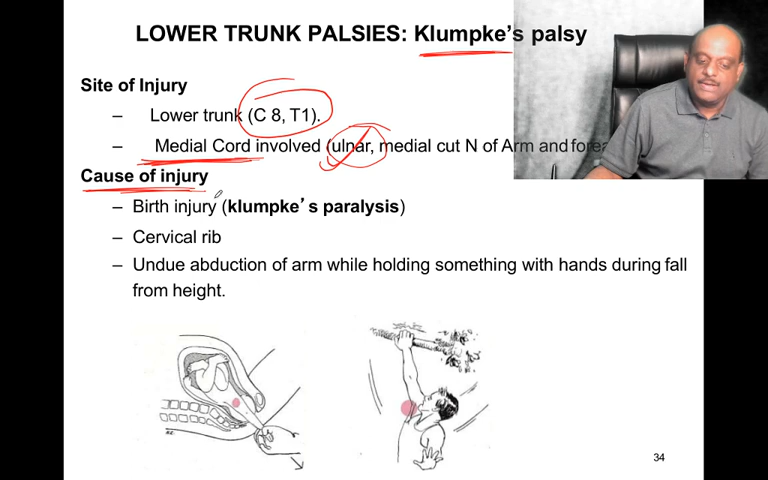 LOWER TRUNK PALSIES: Klumpke's palsy
Site of Injury
– Lower trunk (C 8, T1).
– Medial Cord involved (ulnar, medial cut N of Arm and
Cause of injury
– Birth injury (klumpke's paralysis)
– Cervical rib
– Undue abduction of arm while holding something with hands during fall
from height.
34